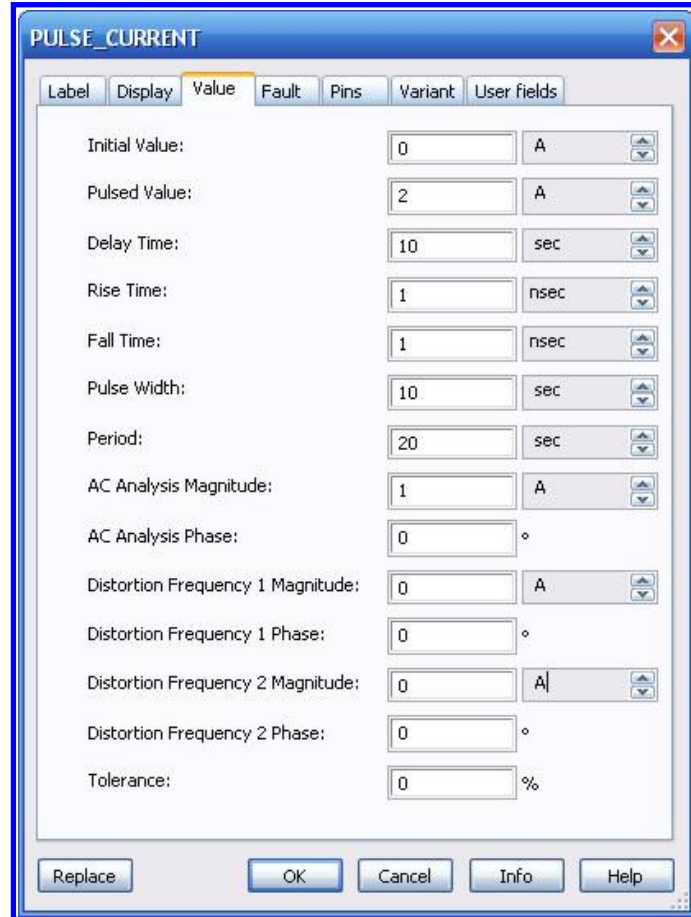 PULSE_CURRENT
Label Display Value Fault Pins Variant User fields
Initial Value: 0 A
Pulsed Value: 2 A
Delay Time: 10 sec
Rise Time: 1 nsec
Fall Time: 1 nsec
Pulse Width: 10 sec
Period: 20 sec
AC Analysis Magnitude: 1 A
AC Analysis Phase: 0 °
Distortion Frequency 1 Magnitude: 0 A
Distortion Frequency 1 Phase: 0 °
Distortion Frequency 2 Magnitude: 0 A
Distortion Frequency 2 Phase: 0 °
Tolerance: 0 %
Replace OK Cancel Info Help